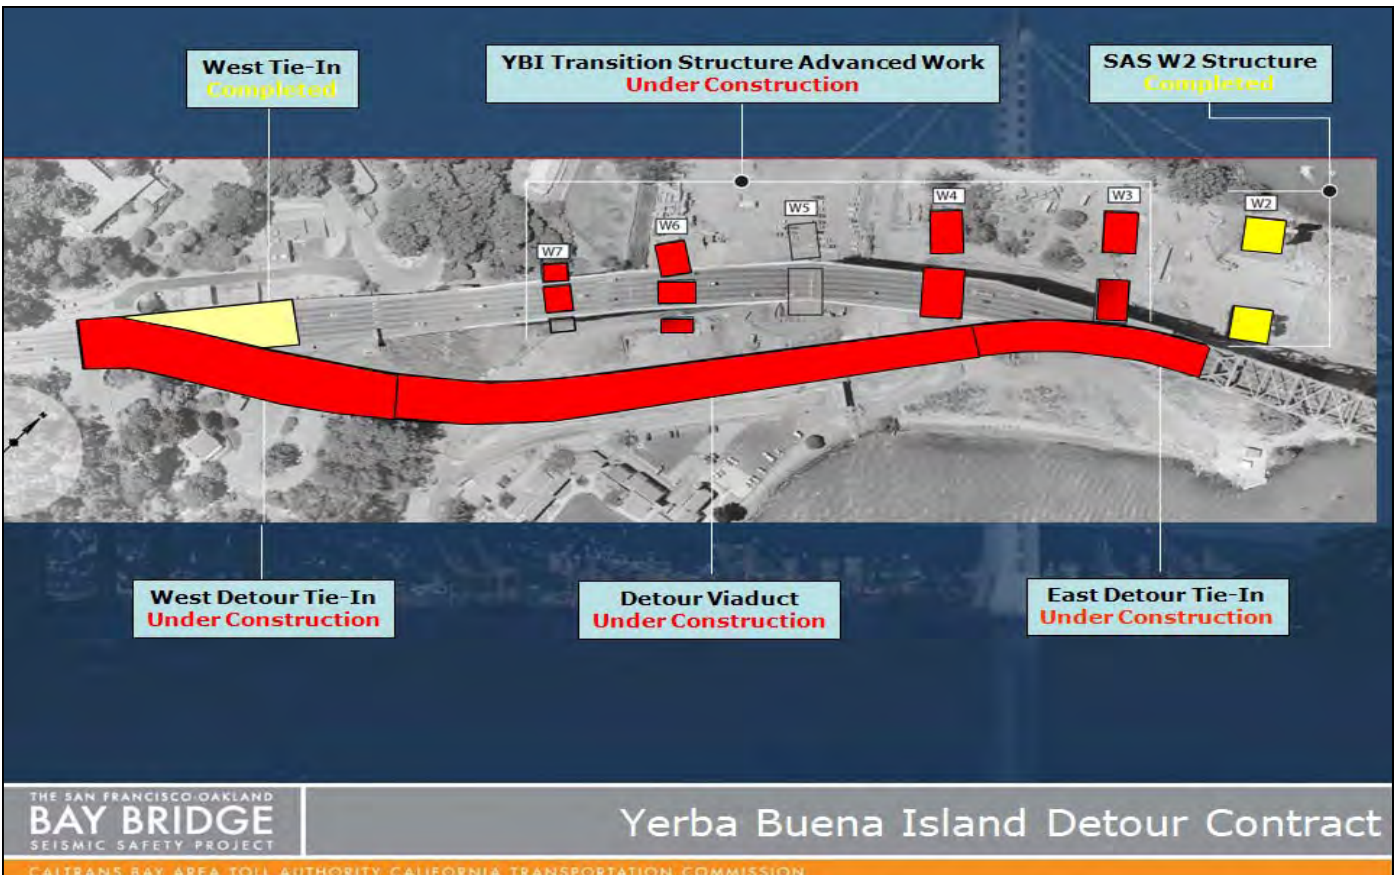 West Tie-In
Completed
YBI Transition Structure Advanced Work
Under Construction
SAS W2 Structure
Completed
W7
W6
W5
W4
W3
W2
West Detour Tie-In
Under Construction
Detour Viaduct
Under Construction
East Detour Tie-In
Under Construction
THE SAN FRANCISCO-OAKLAND
BAY BRIDGE
SEISMIC SAFETY PROJECT
Yerba Buena Island Detour Contract
CALTRANS BAY AREA TOLL AUTHORITY CALIFORNIA TRANSPORTATION COMMISSION